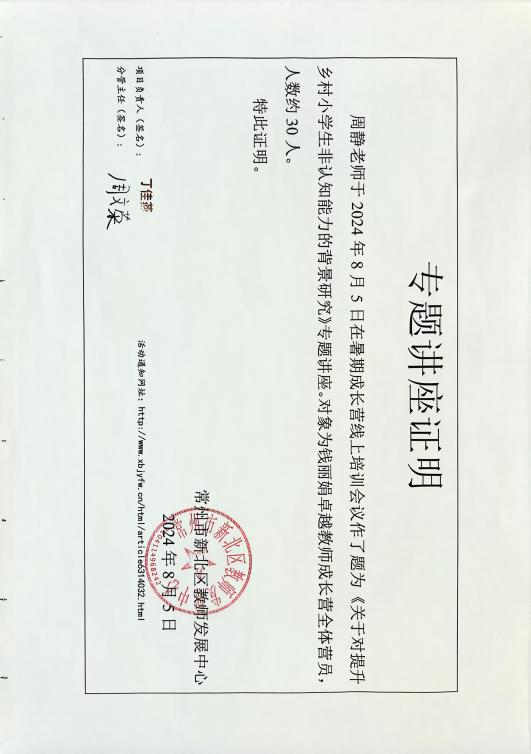 专题讲座证明
周静老师于 2024 年 8 月 5 日在暑期成长营线上培训会议作了题为《关于对提升
乡村小学生非认知能力的背景研究》专题讲座。对象为钱丽娟卓越教师成长营全体营员，
人数约 30 人。
特此证明。
常州市新北区教师发展中心
2024 年 8 月 5 日
项目负责人（签名）： 丁佳燕
分管主任（签名）： 周文荣
活动通知网址：http://www.xbjyfw.cn/html/article6314032.html